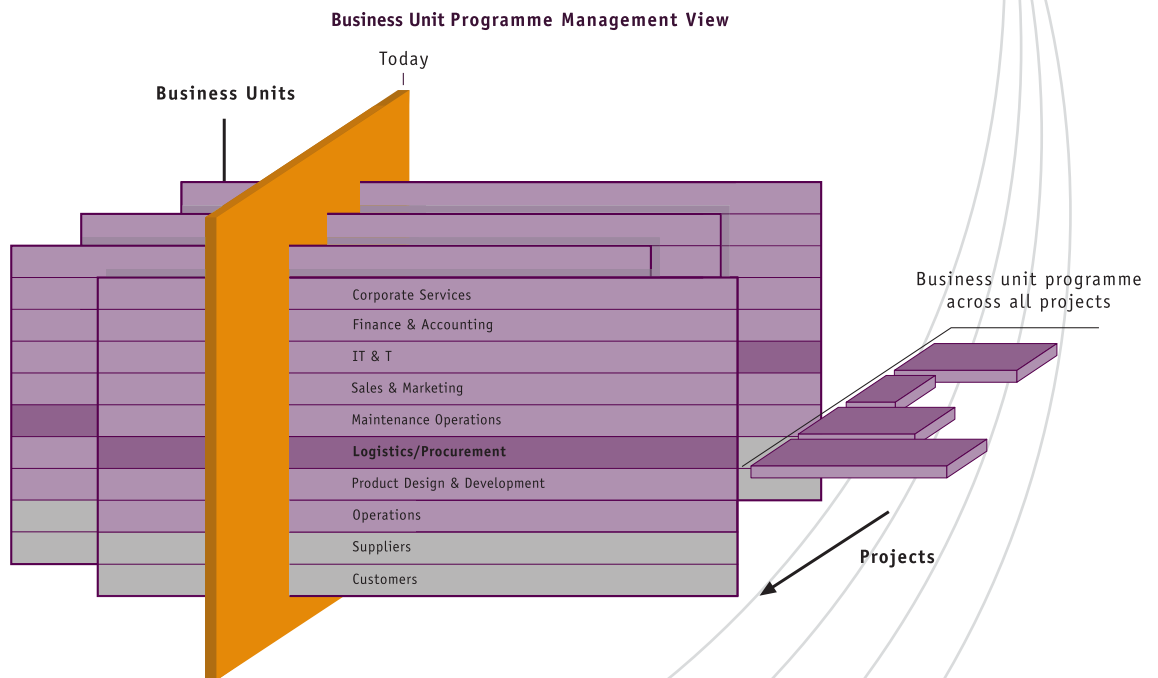 Business Unit Programme Management View
Today
Business Units
Business unit programme
across all projects
Corporate Services
Finance & Accounting
IT & T
Sales & Marketing
Maintenance Operations
Logistics/Procurement
Product Design & Development
Operations
Suppliers
Customers
Projects